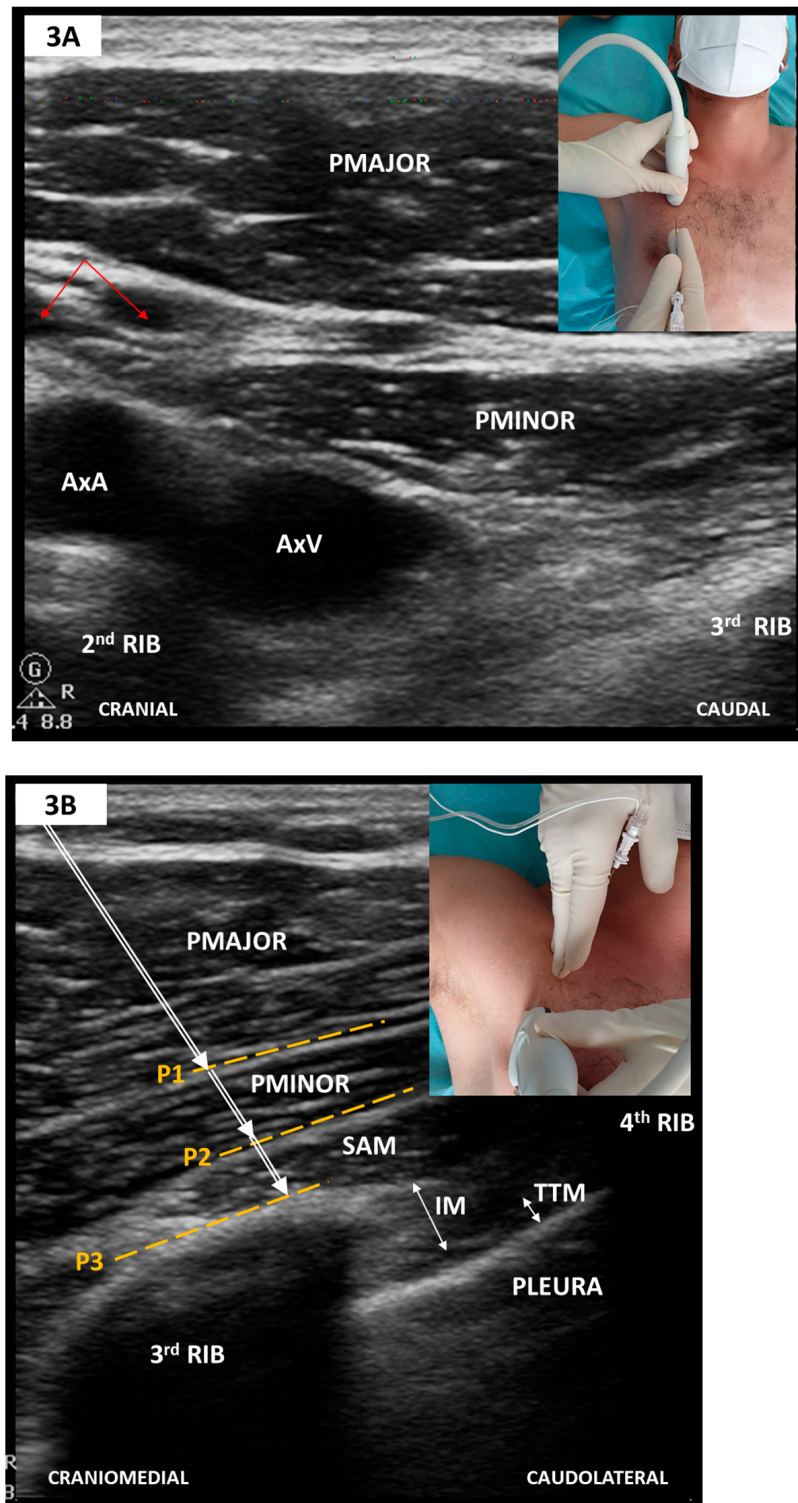 3A
PMAJOR
PMINOR
AxA
AxV
2nd RIB
3rd RIB
G
R
.4 8.8
CRANIAL
CAUDAL
3B
PMAJOR
P1
PMINOR
4th RIB
P2
SAM
IM
TTM
P3
PLEURA
3rd RIB
R
8
CRANIOMEDIAL
CAUDOLATERAL